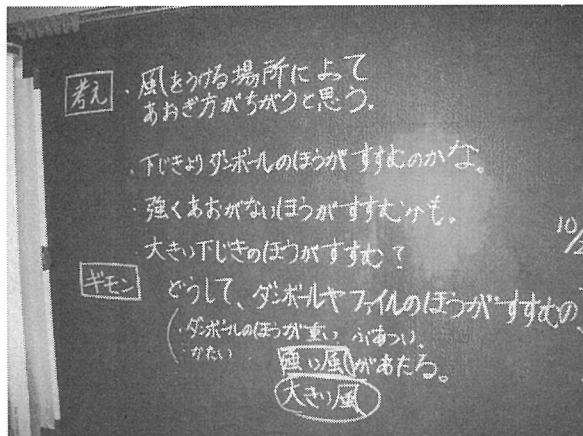 考え ・風をうける場所によって
あおぎ方がちがうと思う。
・下じきよりダンボールのほうがすすむのかな。
・強くあおがないほうがすすむかも。
大きい下じきのほうがすすむ?
10/2
ギモン どうして、ダンボールやファイルのほうがすすむの、
・ダンボールのほうが重い ぶあつい、
・かたい
強い風があたる。
大きい風